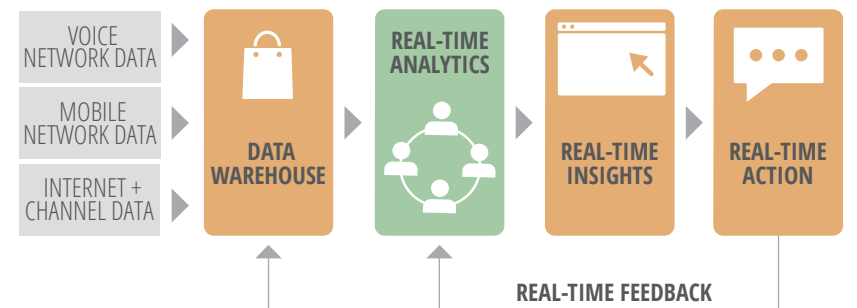 VOICE
NETWORK DATA
MOBILE
NETWORK DATA
INTERNET +
CHANNEL DATA
DATA
WAREHOUSE
REAL-TIME
ANALYTICS
REAL-TIME
INSIGHTS
REAL-TIME
ACTION
REAL-TIME FEEDBACK